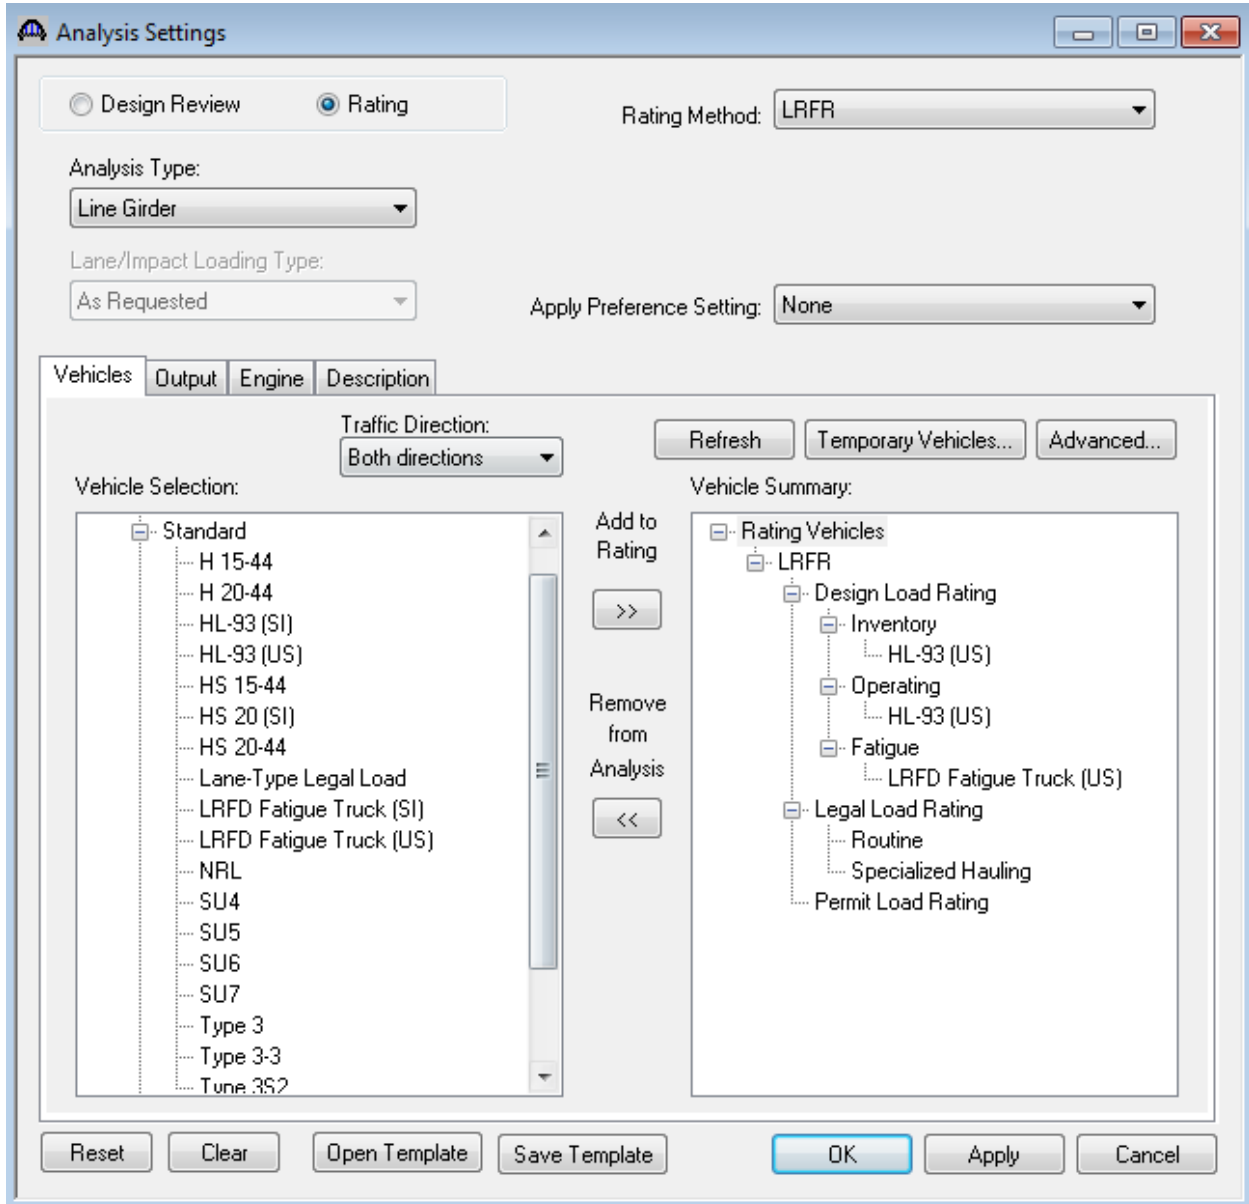 Analysis Settings
Design Review
Rating
Rating Method:
LRFR
Analysis Type:
Line Girder
Lane/Impact Loading Type:
As Requested
Apply Preference Setting:
None
Vehicles
Output
Engine
Description
Traffic Direction:
Both directions
Refresh
Temporary Vehicles...
Advanced...
Vehicle Selection:
Standard
H 15-44
H 20-44
HL-93 (SI)
HL-93 (US)
HS 15-44
HS 20 (SI)
HS 20-44
Lane-Type Legal Load
LRFD Fatigue Truck (SI)
LRFD Fatigue Truck (US)
NRL
SU4
SU5
SU6
SU7
Type 3
Type 3-3
Type 3S2
Add to
Rating
>>
Remove
from
Analysis
<<
Vehicle Summary:
Rating Vehicles
LRFR
Design Load Rating
Inventory
HL-93 (US)
Operating
HL-93 (US)
Fatigue
LRFD Fatigue Truck (US)
Legal Load Rating
Routine
Specialized Hauling
Permit Load Rating
Reset
Clear
Open Template
Save Template
OK
Apply
Cancel